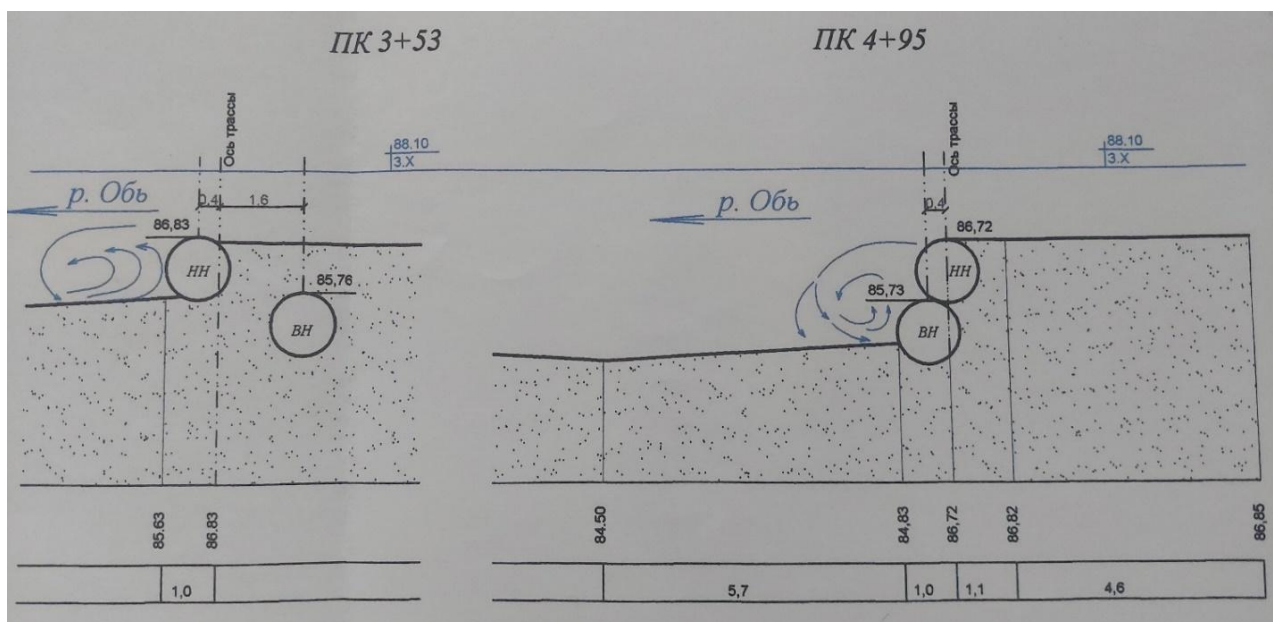 ПК 3+53
ПК 4+95
Ось трассы
Ось трассы
88.10
3.X
88.10
3.X
р. Обь
р. Обь
0.4
1.6
0.4
86,83
86,72
НН
НН
85,76
85,73
ВН
ВН
85.63
86.83
84.50
84,83
86,72
86,82
86,85
1,0
5,7
1,0
1,1
4,6